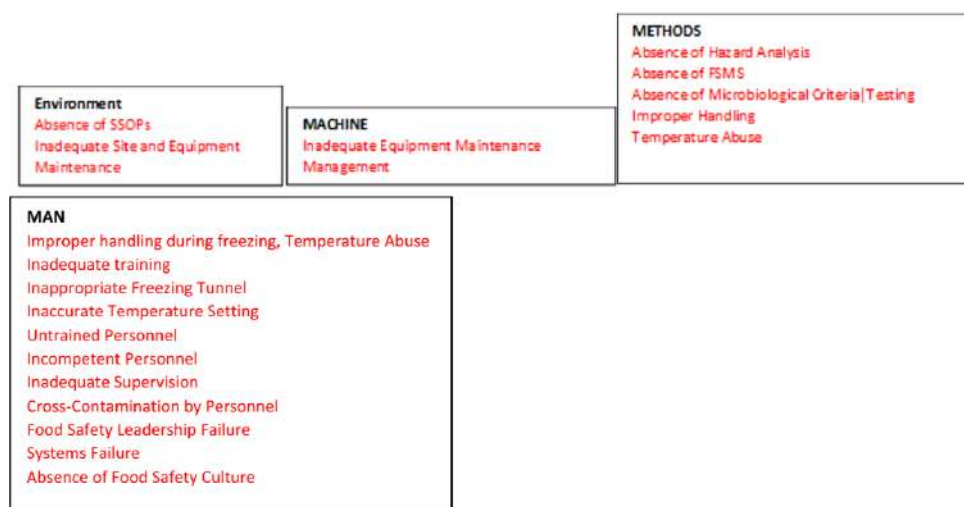 Environment
Absence of SSOPs
Inadequate Site and Equipment
Maintenance
MACHINE
Inadequate Equipment Maintenance
Management
METHODS
Absence of Hazard Analysis
Absence of FSMS
Absence of Microbiological Criteria|Testing
Improper Handling
Temperature Abuse
MAN
Improper handling during freezing, Temperature Abuse
Inadequate training
Inappropriate Freezing Tunnel
Inaccurate Temperature Setting
Untrained Personnel
Incompetent Personnel
Inadequate Supervision
Cross-Contamination by Personnel
Food Safety Leadership Failure
Systems Failure
Absence of Food Safety Culture